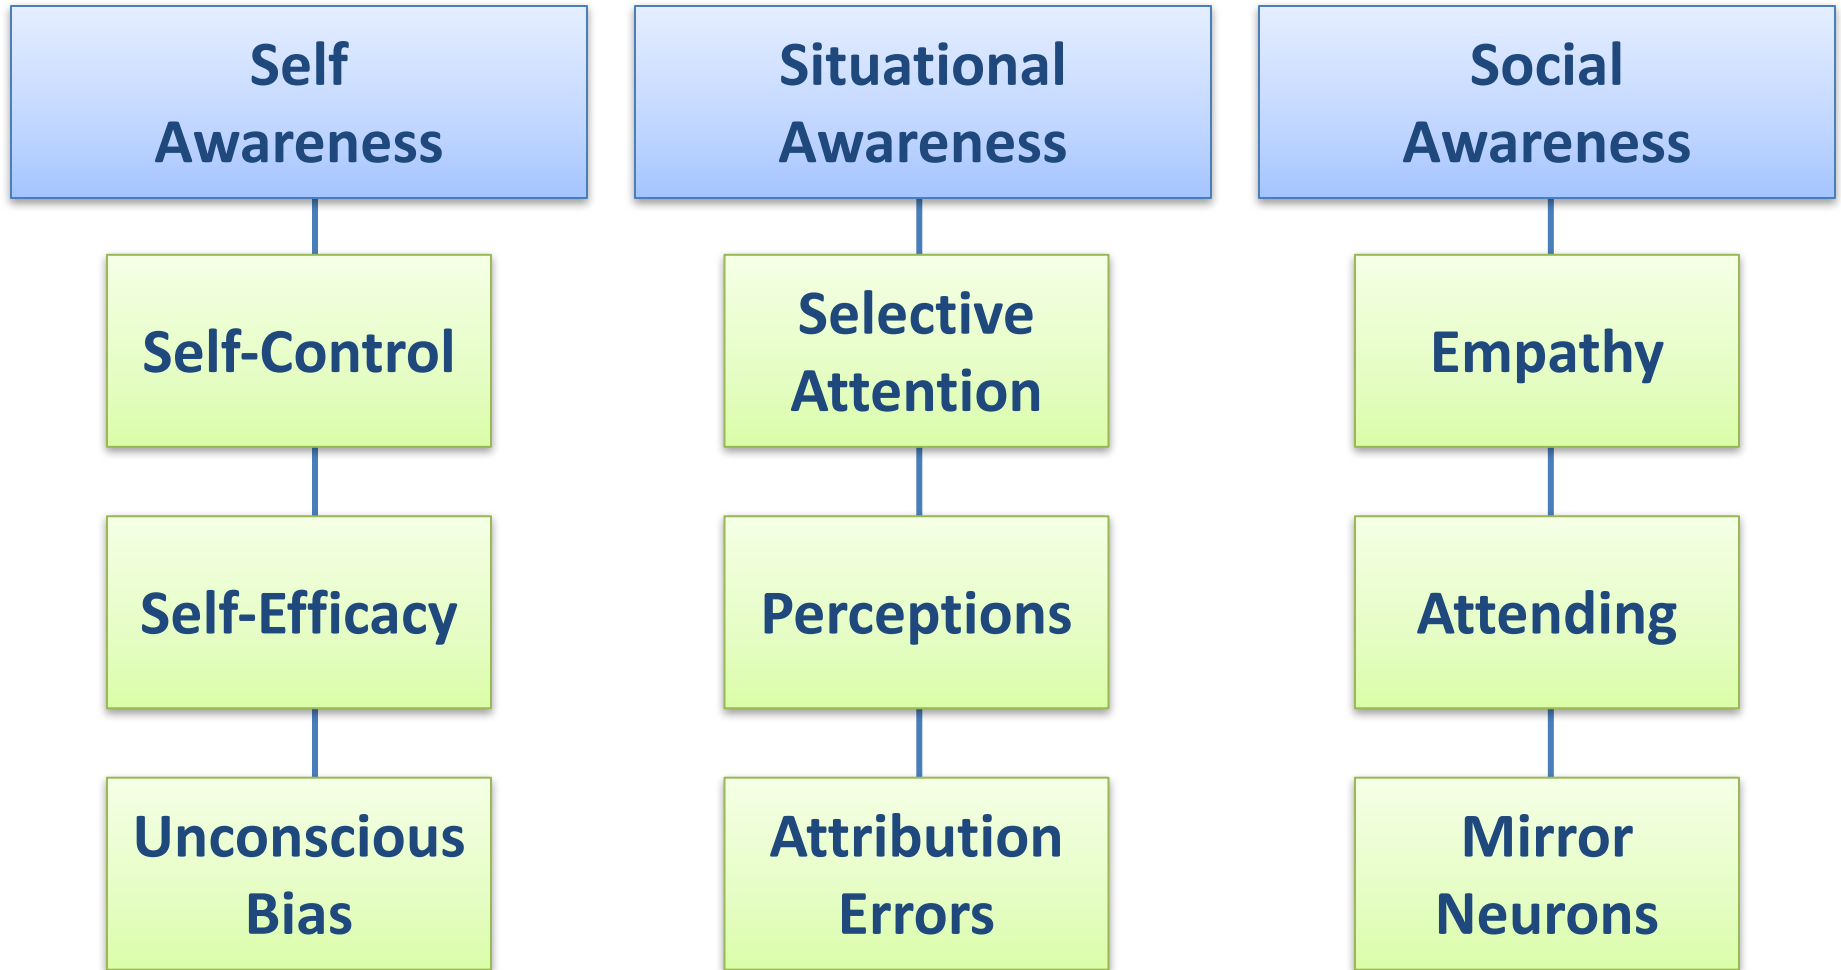 Self
Awareness
Situational
Awareness
Social
Awareness
Self-Control
Selective
Attention
Empathy
Self-Efficacy
Perceptions
Attending
Unconscious
Bias
Attribution
Errors
Mirror
Neurons